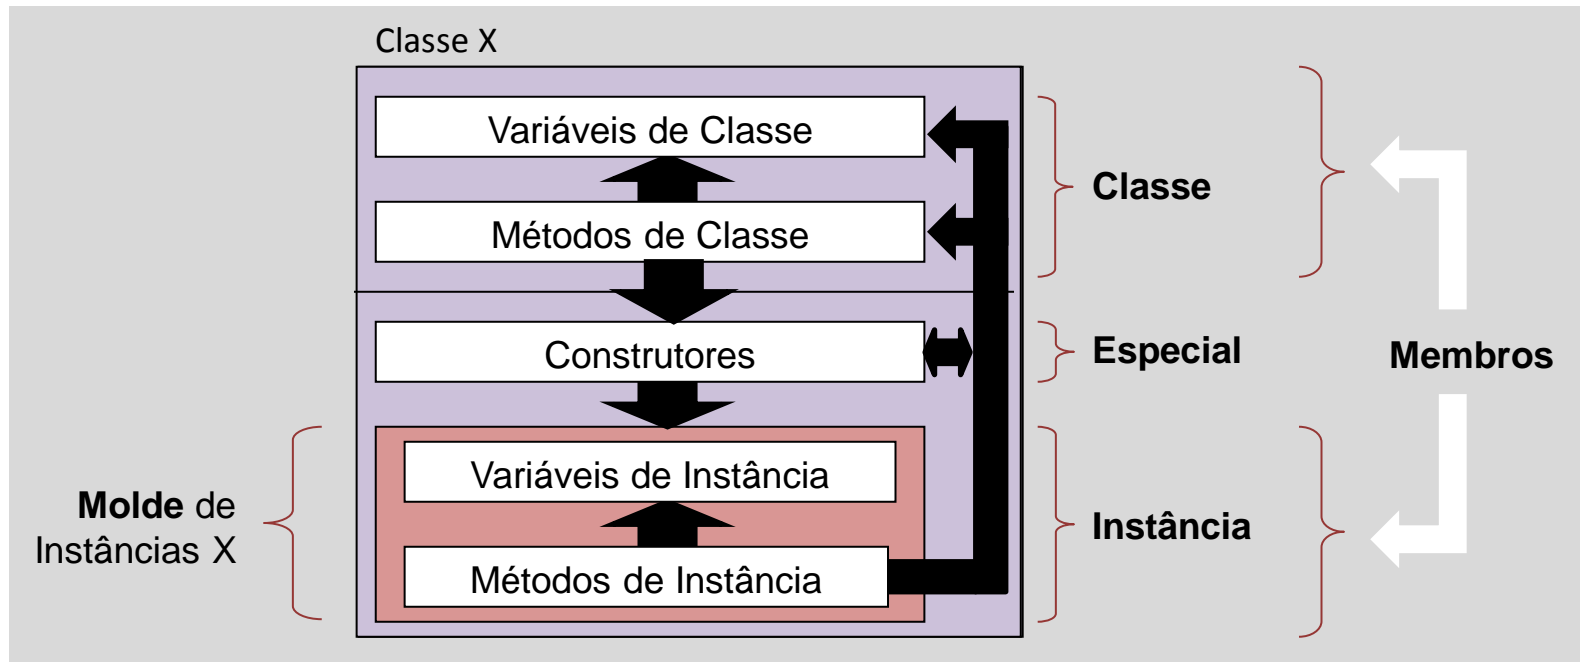 Classe X
Variáveis de Classe
Métodos de Classe
Classe
Construtores
Especial
Membros
Variáveis de Instância
Métodos de Instância
Molde de
Instâncias X
Instância